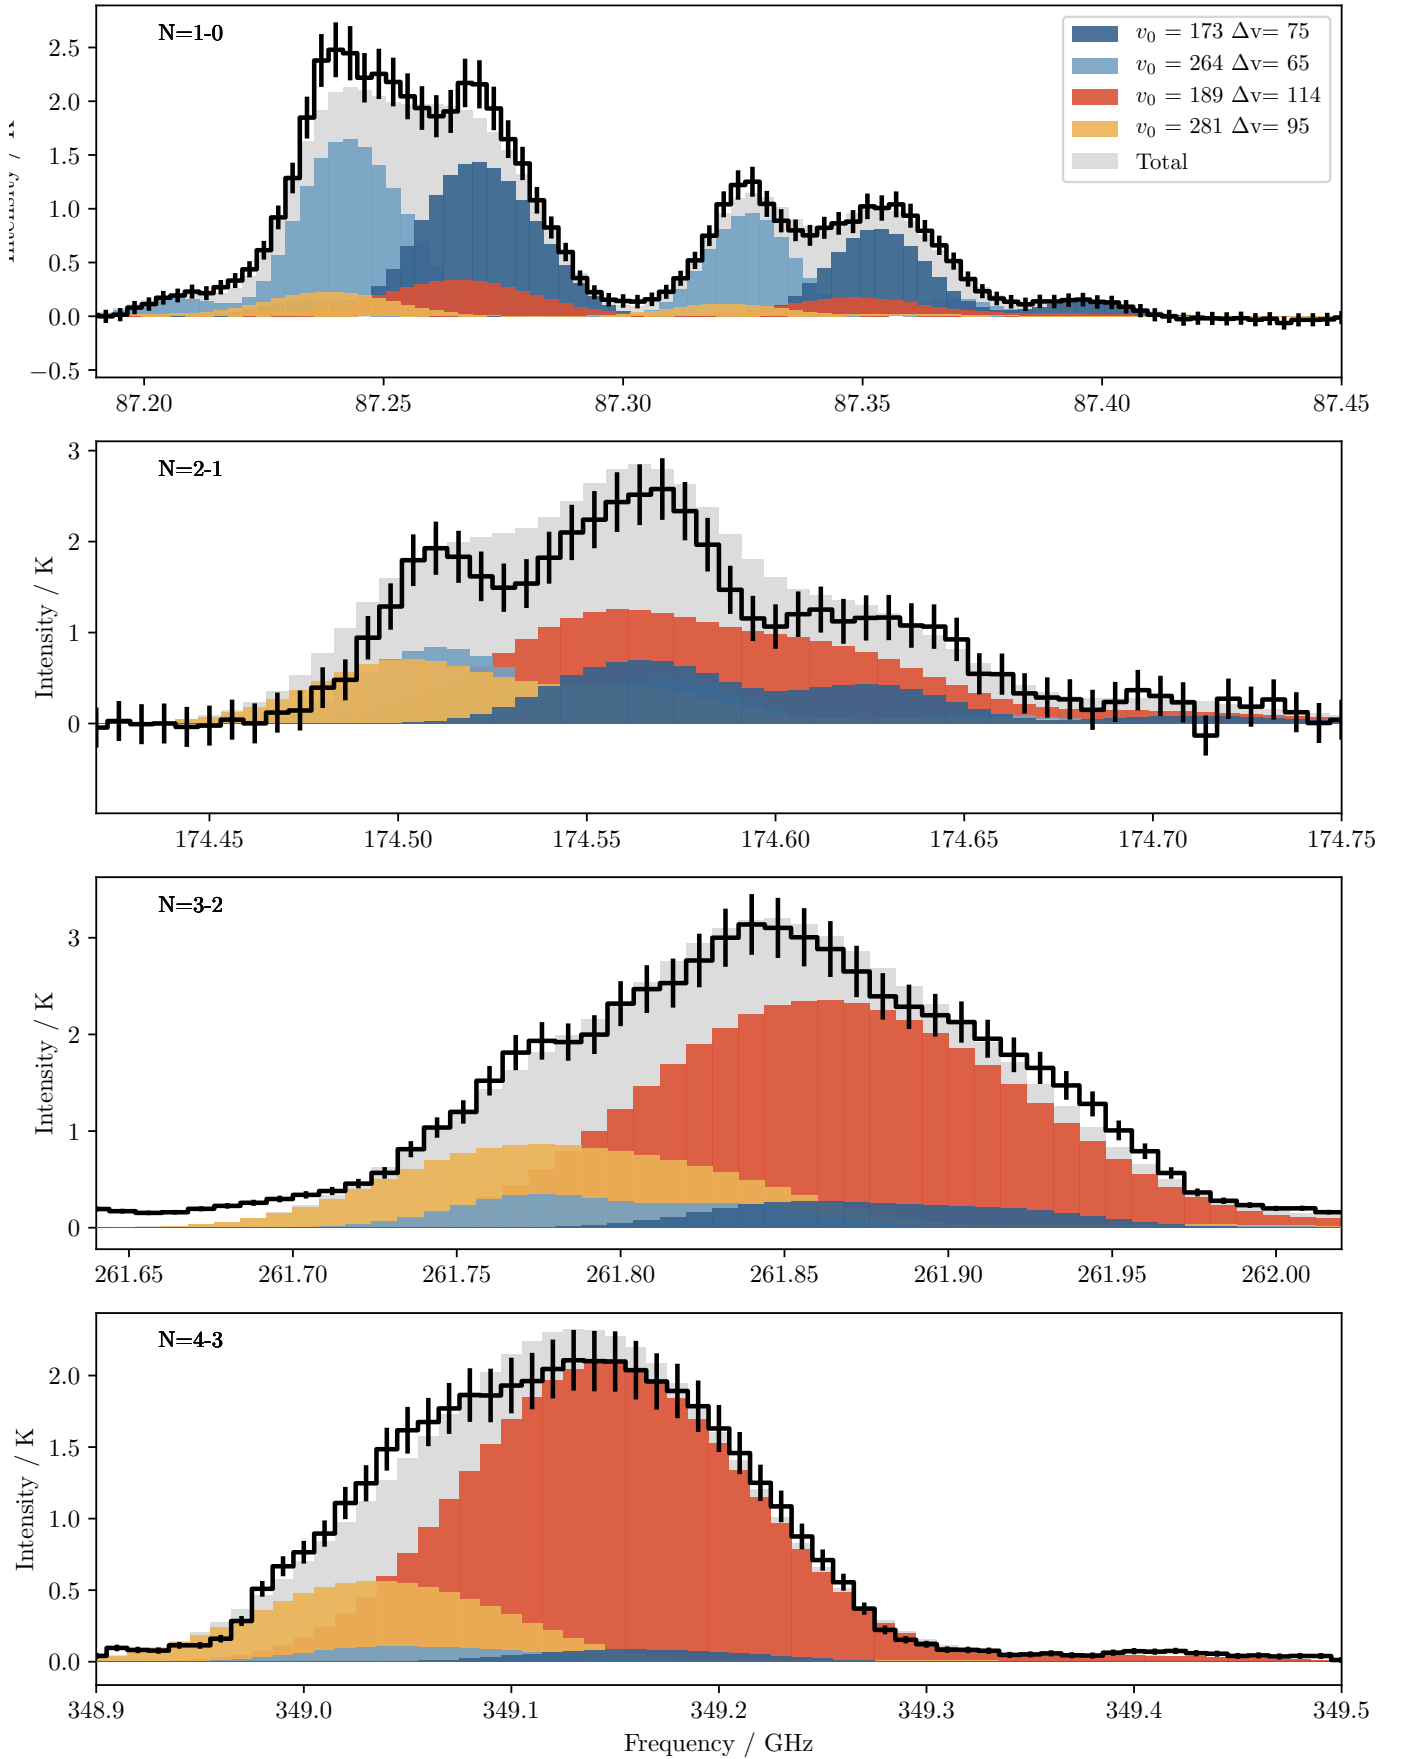 N=1-0
v₀ = 173 Δv= 75
v₀ = 264 Δv= 65
v₀ = 189 Δv= 114
v₀ = 281 Δv= 95
Total
2.5
2.0
1.5
1.0
0.5
0.0
−0.5
87.20 87.25 87.30 87.35 87.40 87.45
N=2-1
Intensity / K
3
2
1
0
174.45 174.50 174.55 174.60 174.65 174.70 174.75
N=3-2
Intensity / K
3
2
1
0
261.65 261.70 261.75 261.80 261.85 261.90 261.95 262.00
N=4-3
Intensity / K
2.0
1.5
1.0
0.5
0.0
348.9 349.0 349.1 349.2 349.3 349.4 349.5
Frequency / GHz